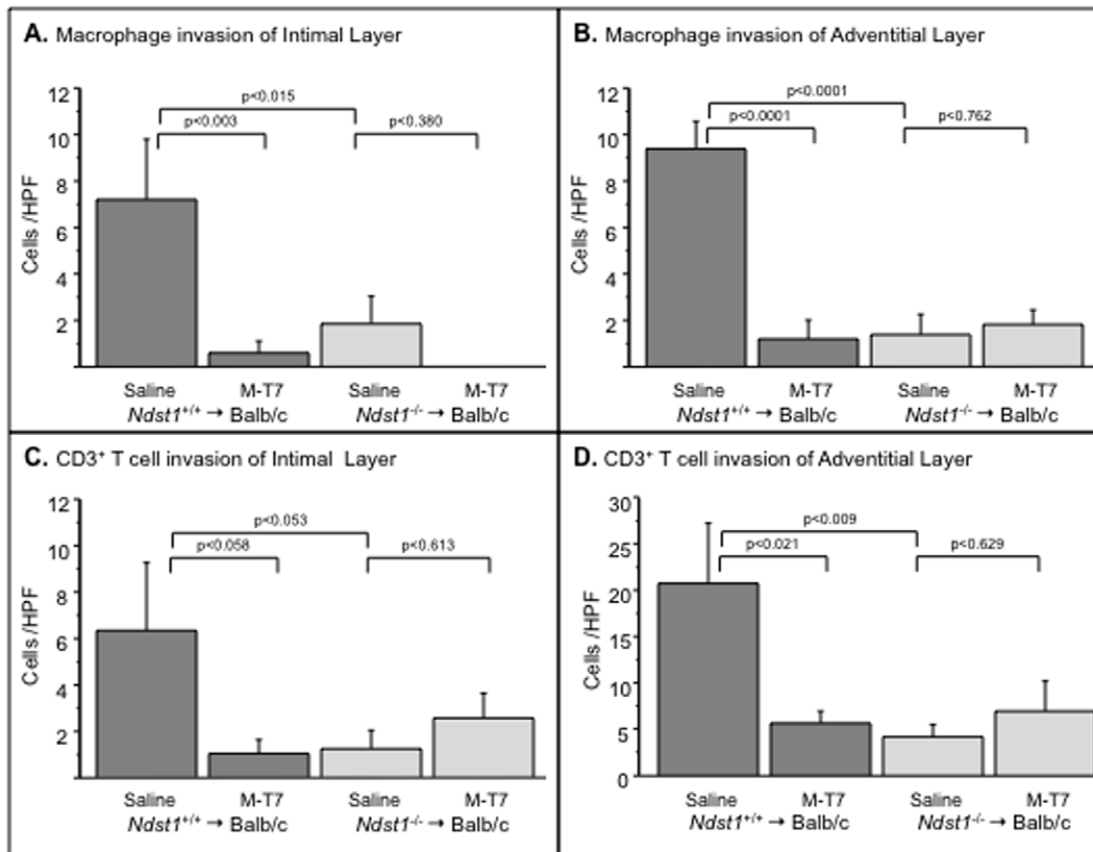 A. Macrophage invasion of Intimal Layer
12
10
8
6
4
2
Cells /HPF
p<0.015
p<0.003
p<0.380
Saline M-T7 Saline M-T7
Ndst1+/+ → Balb/c Ndst1-/- → Balb/c
B. Macrophage invasion of Adventitial Layer
12
10
8
6
4
2
Cells /HPF
p<0.0001
p<0.0001
p<0.762
Saline M-T7 Saline M-T7
Ndst1+/+ → Balb/c Ndst1-/- → Balb/c
C. CD3+ T cell invasion of Intimal Layer
12
10
8
6
4
2
Cells /HPF
p<0.053
p<0.058
p<0.613
Saline M-T7 Saline M-T7
Ndst1+/+ → Balb/c Ndst1-/- → Balb/c
D. CD3+ T cell invasion of Adventitial Layer
30
25
20
15
10
5
0
Cells /HPF
p<0.009
p<0.021
p<0.629
Saline M-T7 Saline M-T7
Ndst1+/+ → Balb/c Ndst1-/- → Balb/c